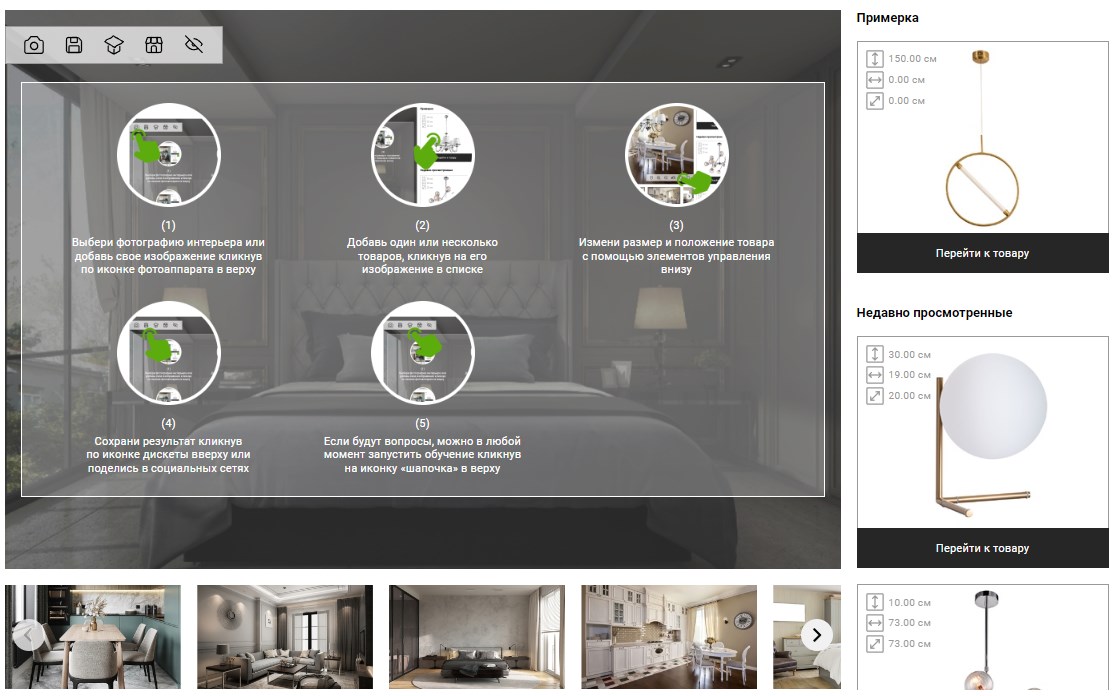 Примерка
150.00 см
0.00 см
0.00 см
Перейти к товару
(1)
Выбери фотографию интерьера или
добавь свое изображение кликнув
по иконке фотоаппарата в верху
(2)
Добавь один или несколько
товаров, кликнув на его
изображение в списке
(3)
Измени размер и положение товара
с помощью элементов управления
внизу
(4)
Сохрани результат кликнув
по иконке дискеты вверху или
поделись в социальных сетях
(5)
Если будут вопросы, можно в любой
момент запустить обучение кликнув
на иконку «шапочка» в верху
Недавно просмотренные
30.00 см
19.00 см
20.00 см
Перейти к товару
10.00 см
73.00 см
73.00 см